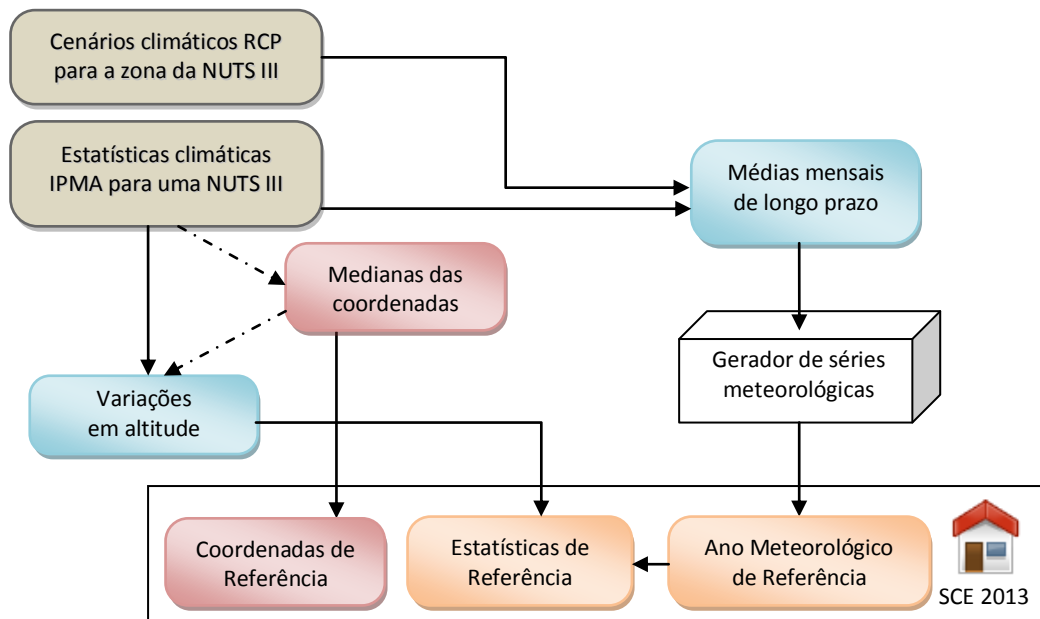 Cenários climáticos RCP
para a zona da NUTS III
Estatísticas climáticas
IPMA para uma NUTS III
Médias mensais
de longo prazo
Medianas das
coordenadas
Gerador de séries
meteorológicas
Variações
em altitude
Coordenadas de
Referência
Estatísticas de
Referência
Ano Meteorológico
de Referência
SCE 2013